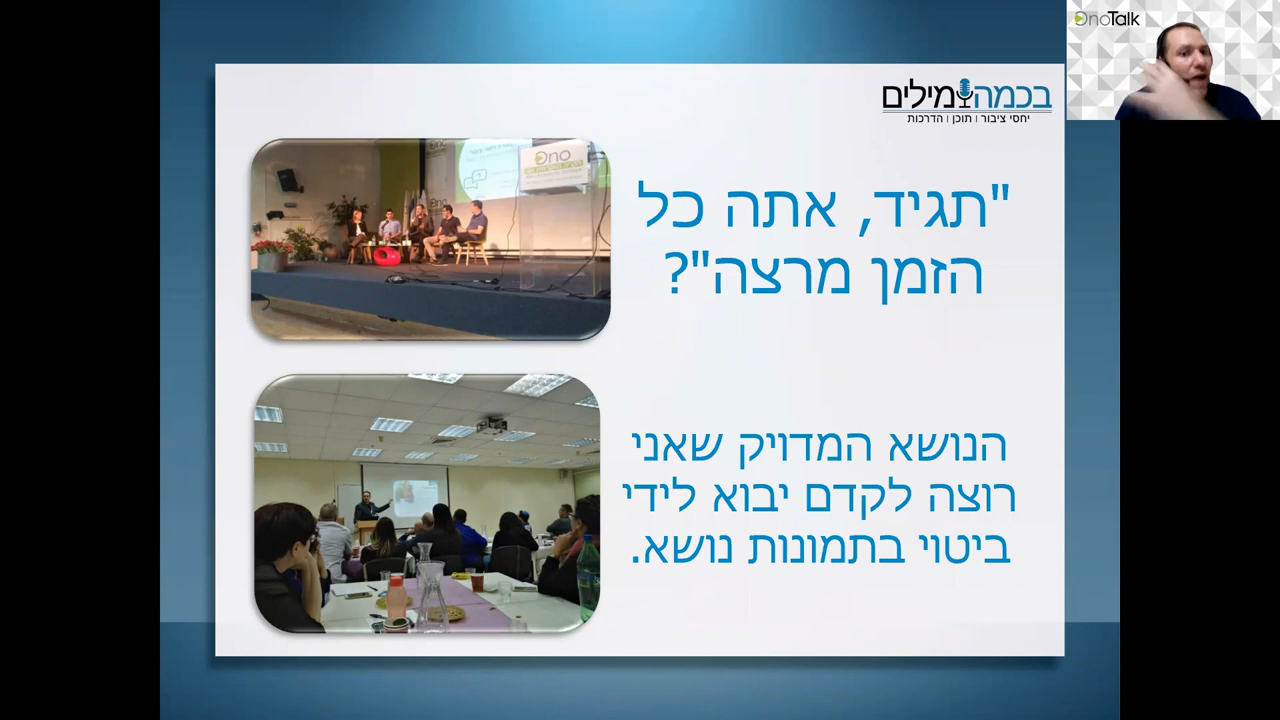 OnoTalk
בכמה מילים
יחסי ציבור | תוכן | הדרכות
"תגיד, אתה כל
הזמן מרצה"?
הנושא המדויק שאני
רוצה לקדם יבוא לידי
ביטוי בתמונות נושא.
Ono